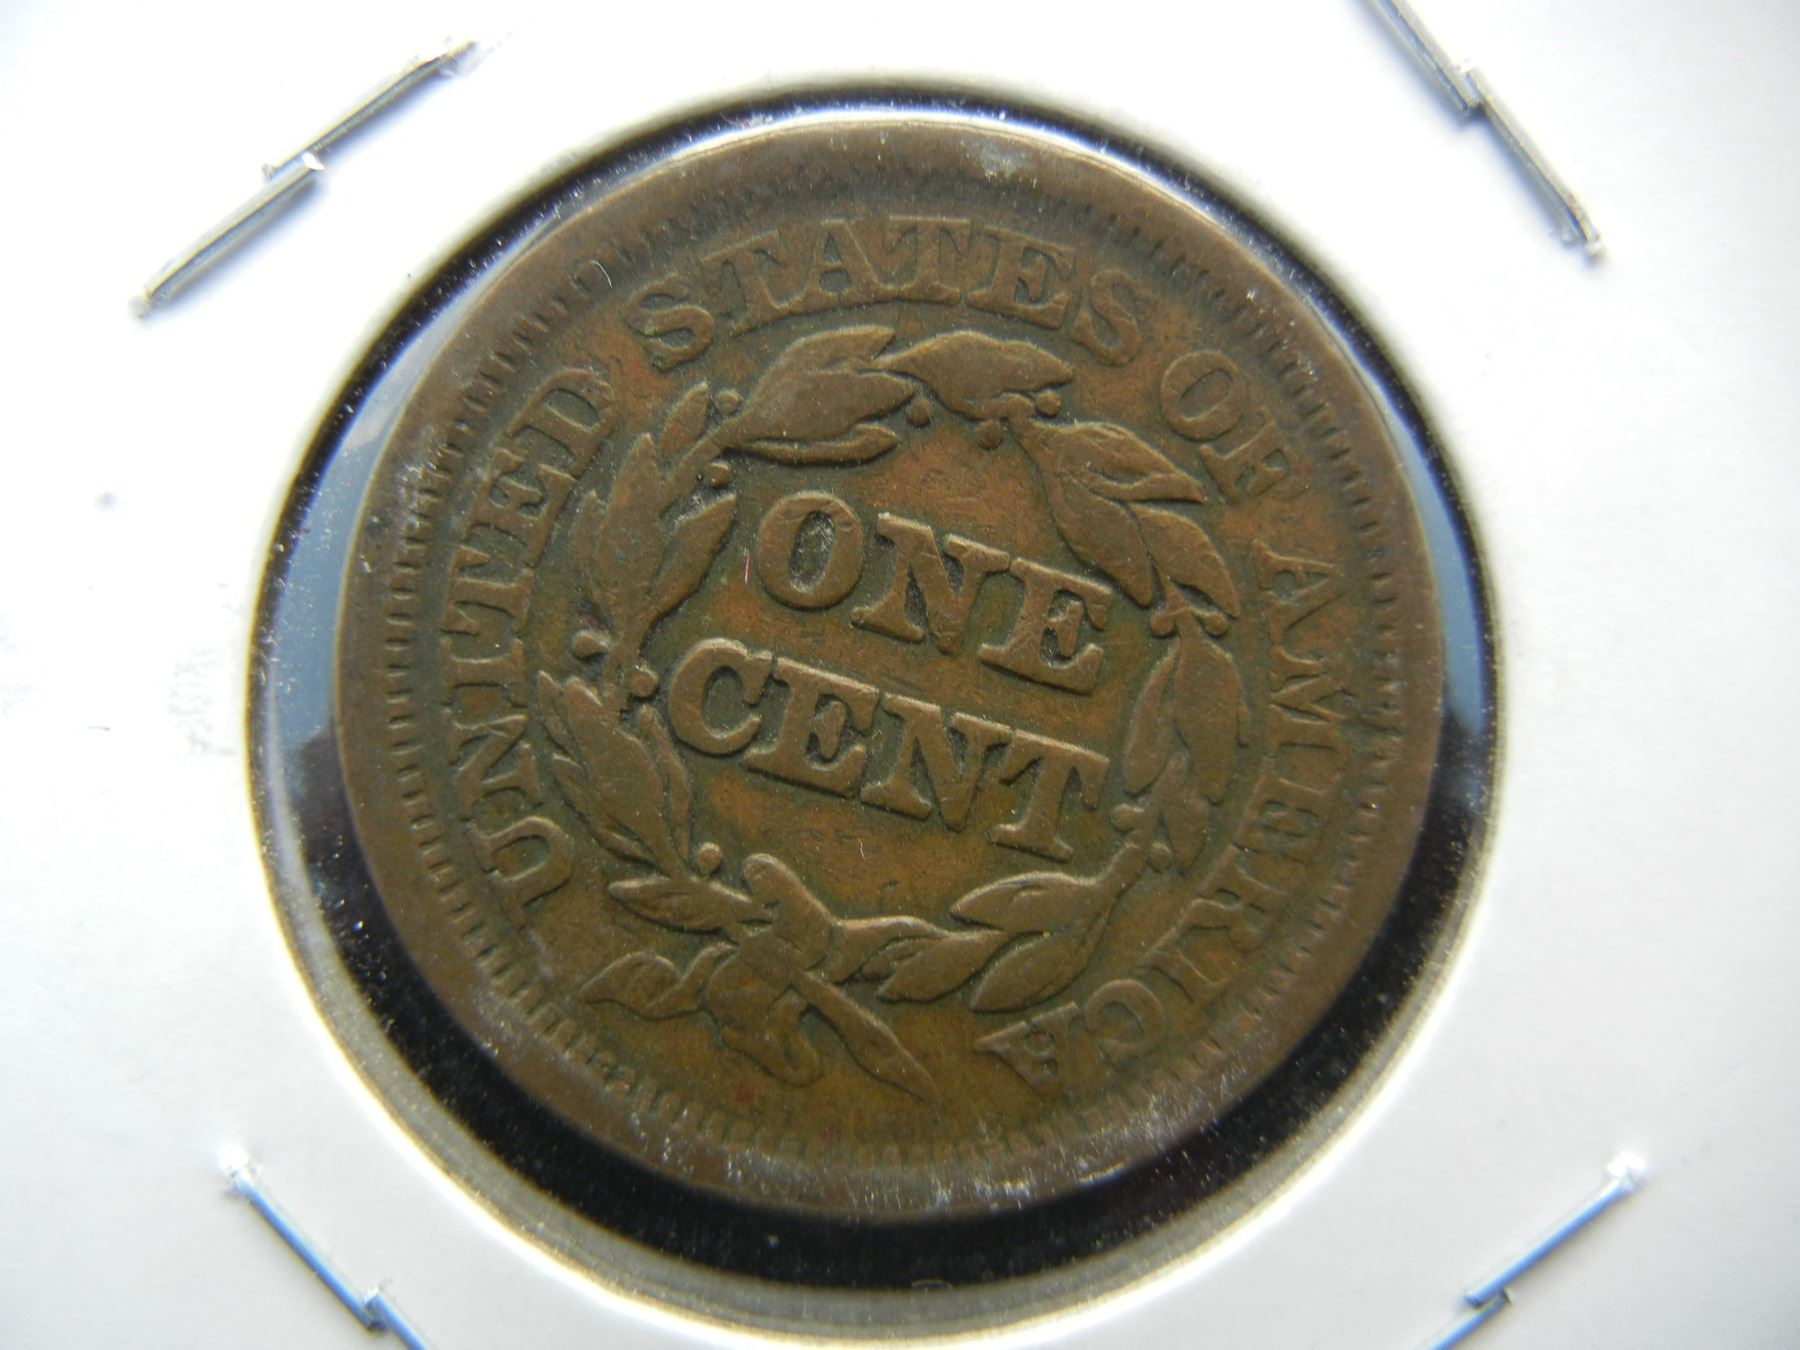 UNITED STATES OF AMERICA
ONE
CENT